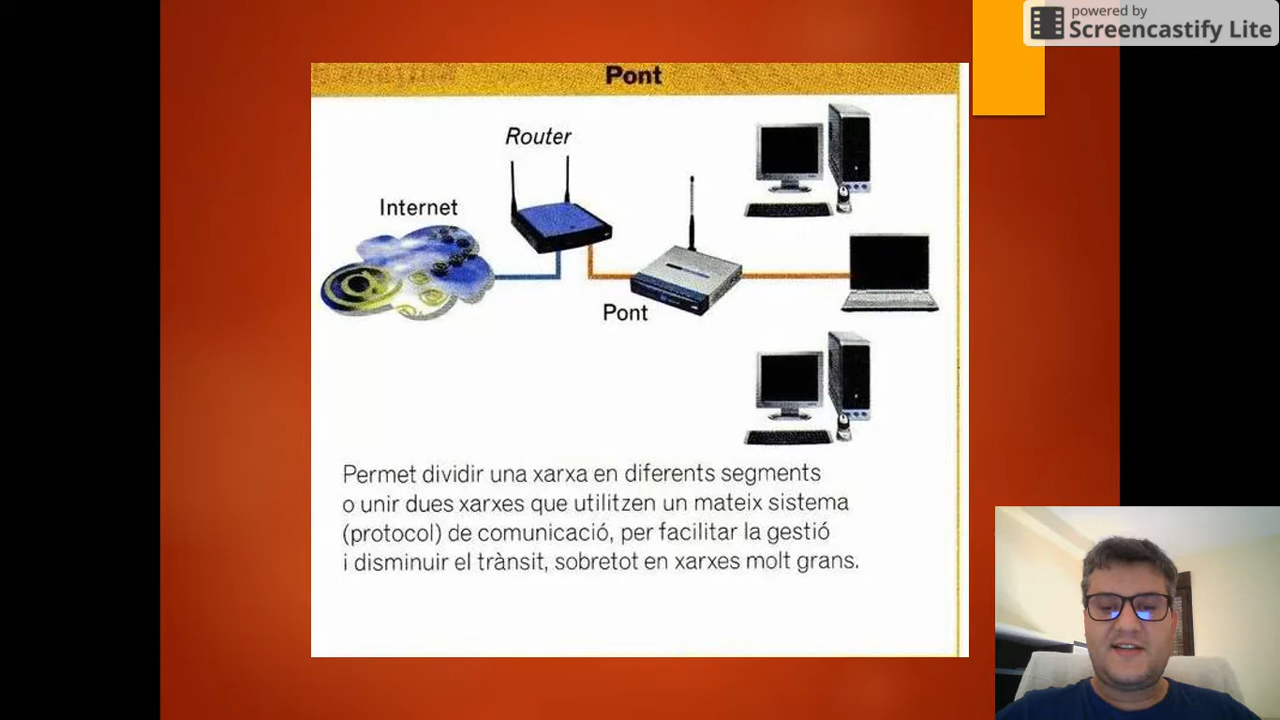 powered by
Screencastify Lite
Pont
Router
Internet
Pont
Permet dividir una xarxa en diferents segments
o unir dues xarxes que utilitzen un mateix sistema
(protocol) de comunicació, per facilitar la gestió
i disminuir el trànsit, sobretot en xarxes molt grans.